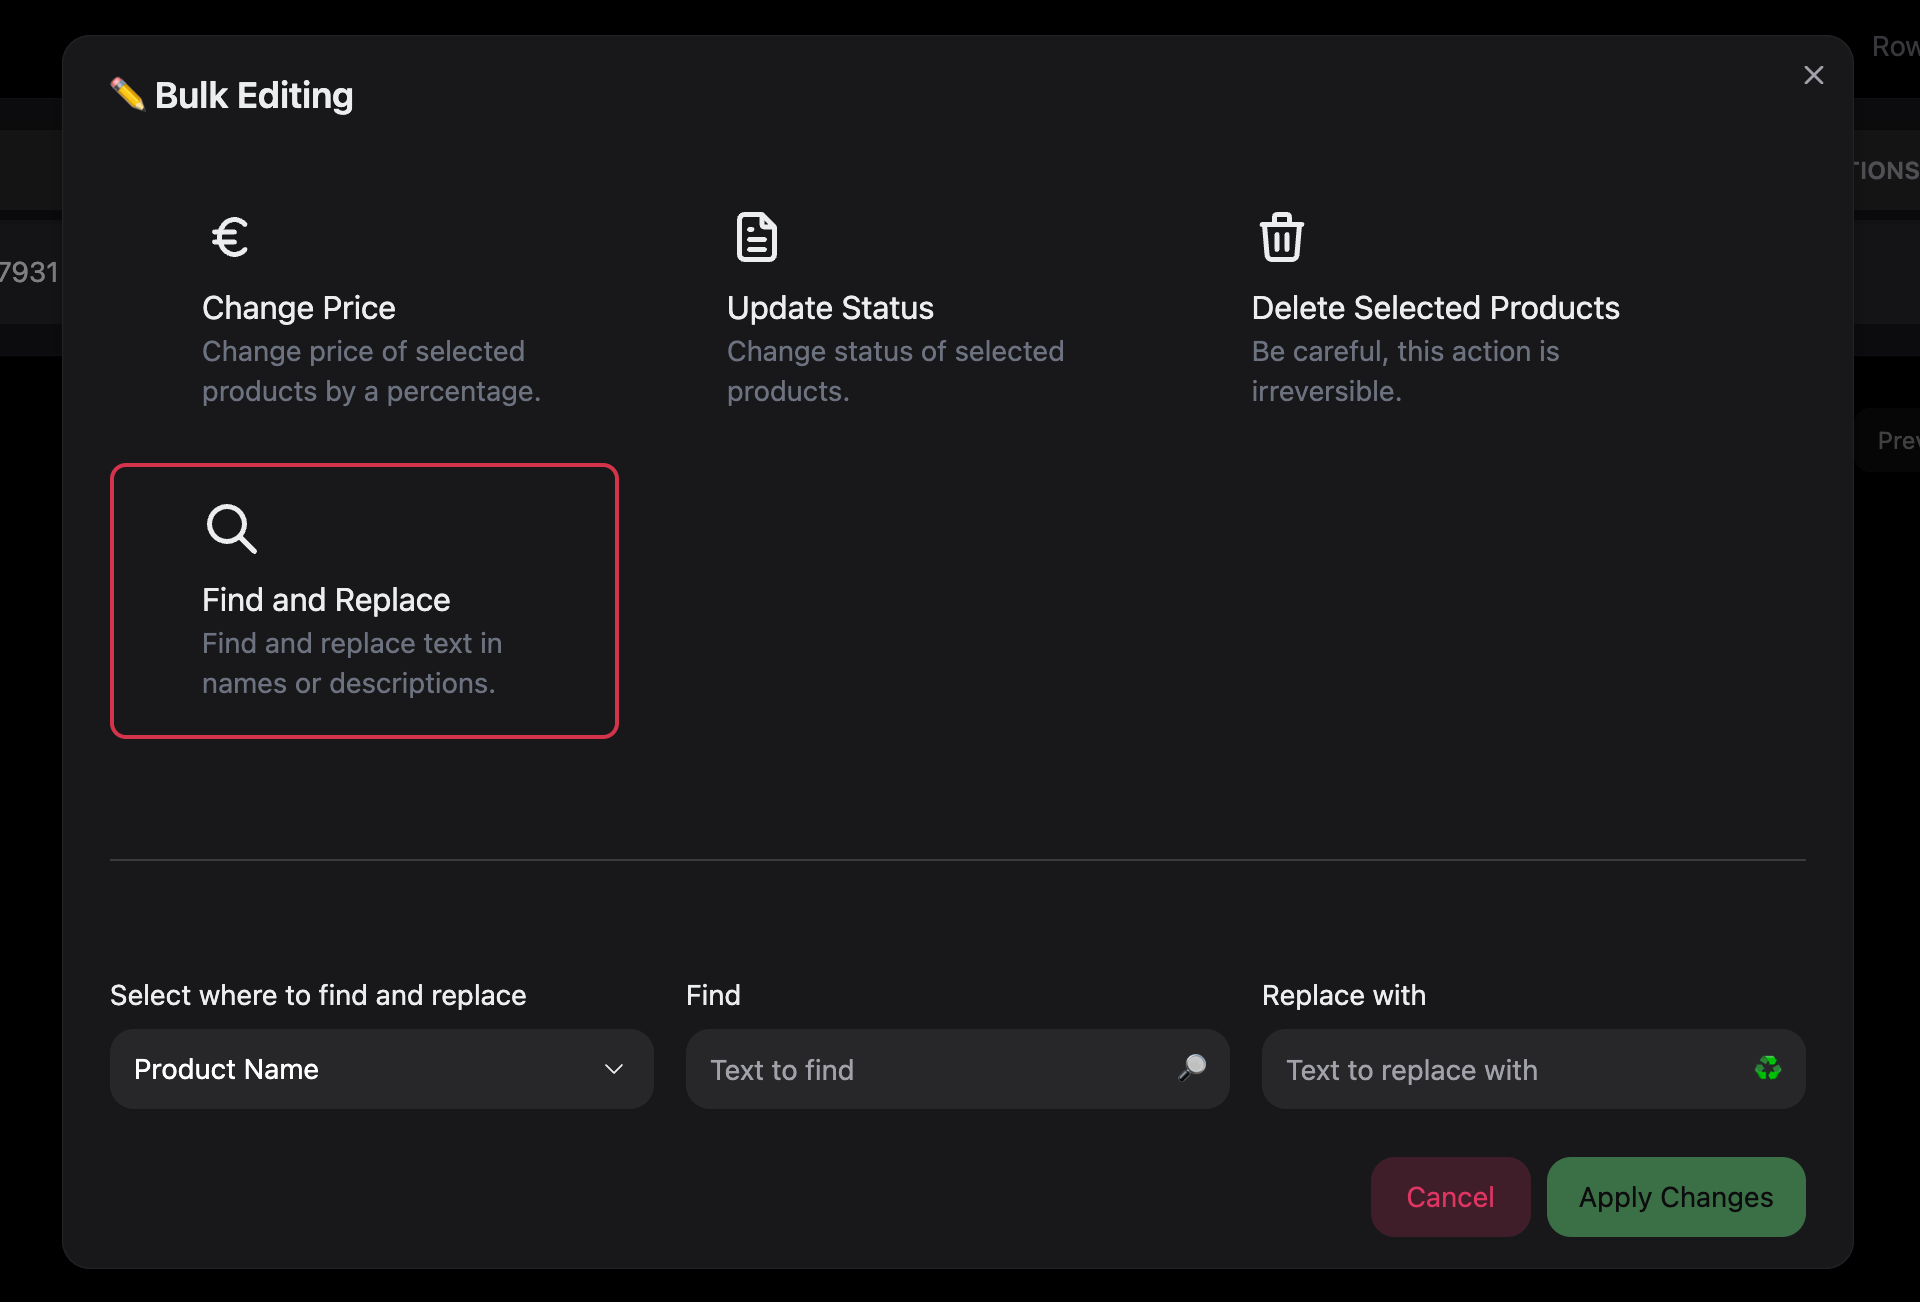 Row
Bulk Editing
TIONS
7931
Change Price
Change price of selected
products by a percentage.
Update Status
Change status of selected
products.
Delete Selected Products
Be careful, this action is
irreversible.
Prev
Find and Replace
Find and replace text in
names or descriptions.
Select where to find and replace
Product Name
Find
Text to find
Replace with
Text to replace with
Cancel
Apply Changes